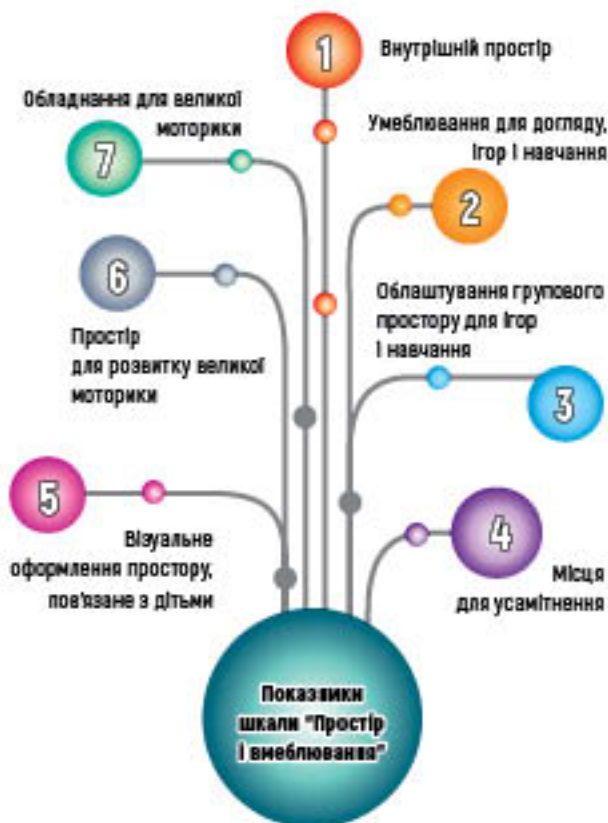 1
Внутрішній простір
Умеблювання для догляду,
ігор і навчання
2
Облаштування групового
простору для ігор
і навчання
3
4
Місця
для усамітнення
5
Візуальне
оформлення простору,
пов'язане з дітьми
6
Простір
для розвитку великої
моторики
Обладнання для великої
моторики
7
Показники
шкали "Простір
і вмеблювання"